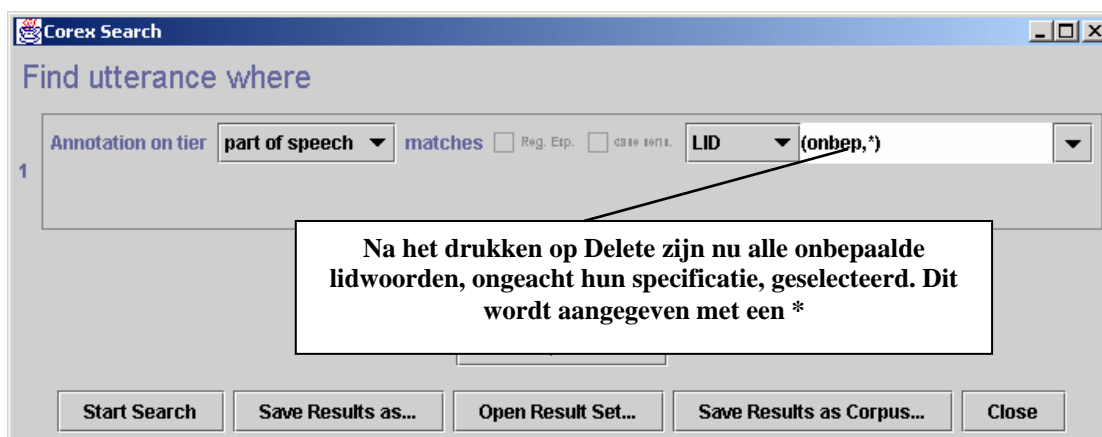 Corex Search
Find utterance where
Annotation on tier part of speech matches Reg. Exp. case sens. LID (onbep,*)
1
Na het drukken op Delete zijn nu alle onbepaalde
lidwoorden, ongeacht hun specificatie, geselecteerd. Dit
wordt aangegeven met een *
Start Search Save Results as... Open Result Set... Save Results as Corpus... Close